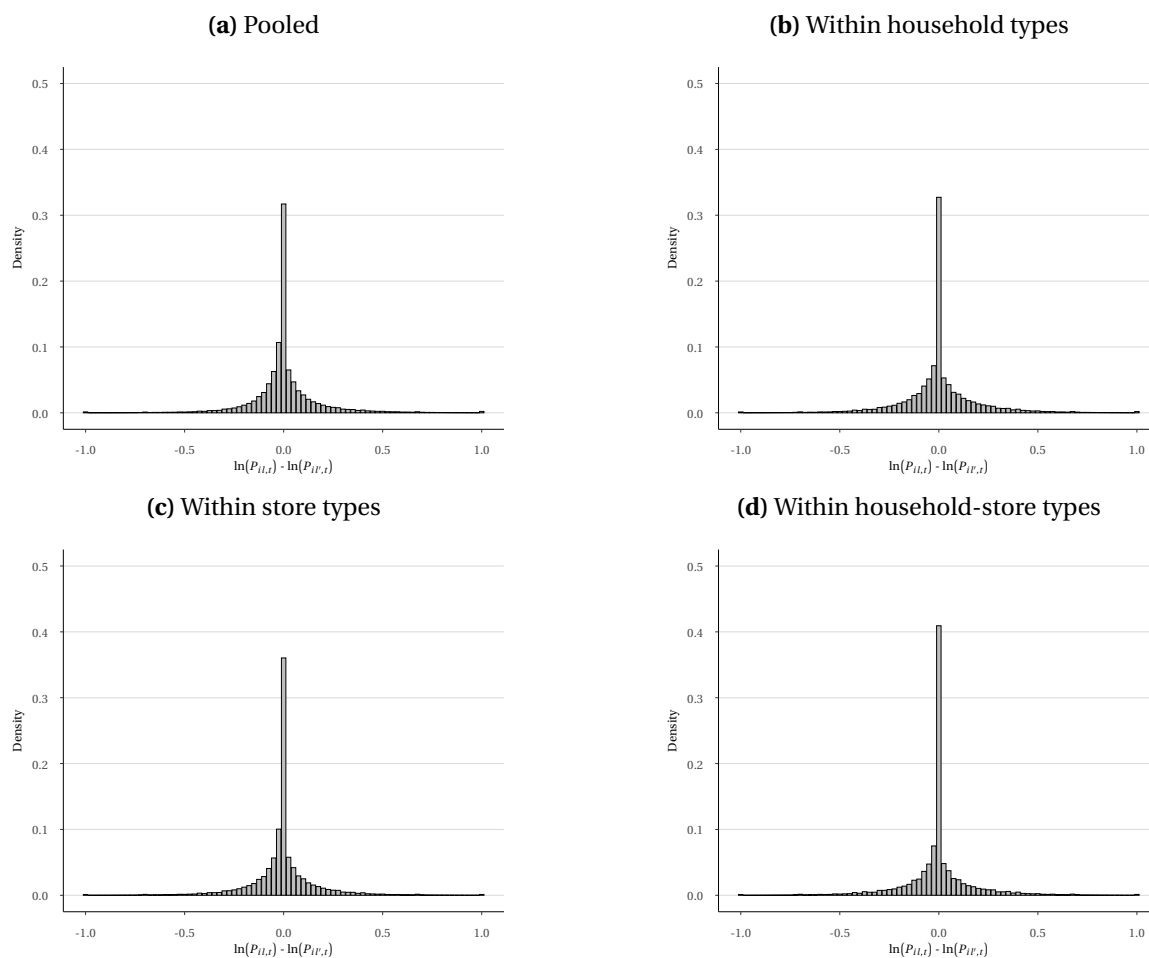 (a) Pooled
(b) Within household types
0.5
0.4
0.3
0.2
0.1
0.0
Density
-1.0 -0.5 0.0 0.5 1.0
ln(P_{il,t}) - ln(P_{il′,t})
0.5
0.4
0.3
0.2
0.1
0.0
Density
-1.0 -0.5 0.0 0.5 1.0
ln(P_{il,t}) - ln(P_{il′,t})
(c) Within store types
(d) Within household-store types
0.5
0.4
0.3
0.2
0.1
0.0
Density
-1.0 -0.5 0.0 0.5 1.0
ln(P_{il,t}) - ln(P_{il′,t})
0.5
0.4
0.3
0.2
0.1
0.0
Density
-1.0 -0.5 0.0 0.5 1.0
ln(P_{il,t}) - ln(P_{il′,t})